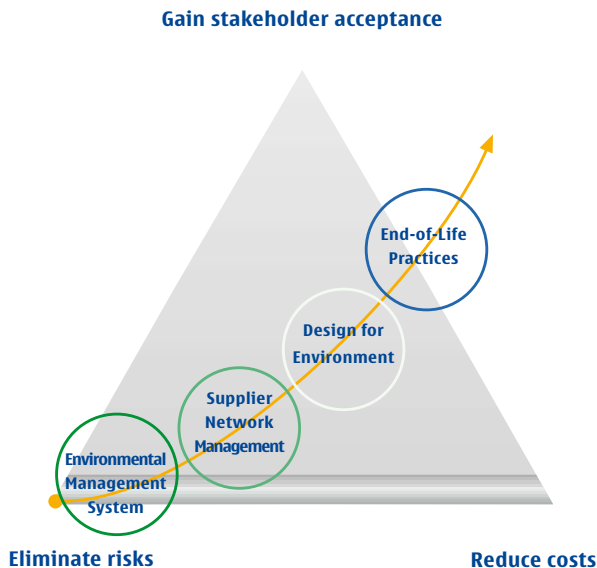 Gain stakeholder acceptance
End-of-Life
Practices
Design for
Environment
Supplier
Network
Management
Environmental
Management
System
Eliminate risks
Reduce costs